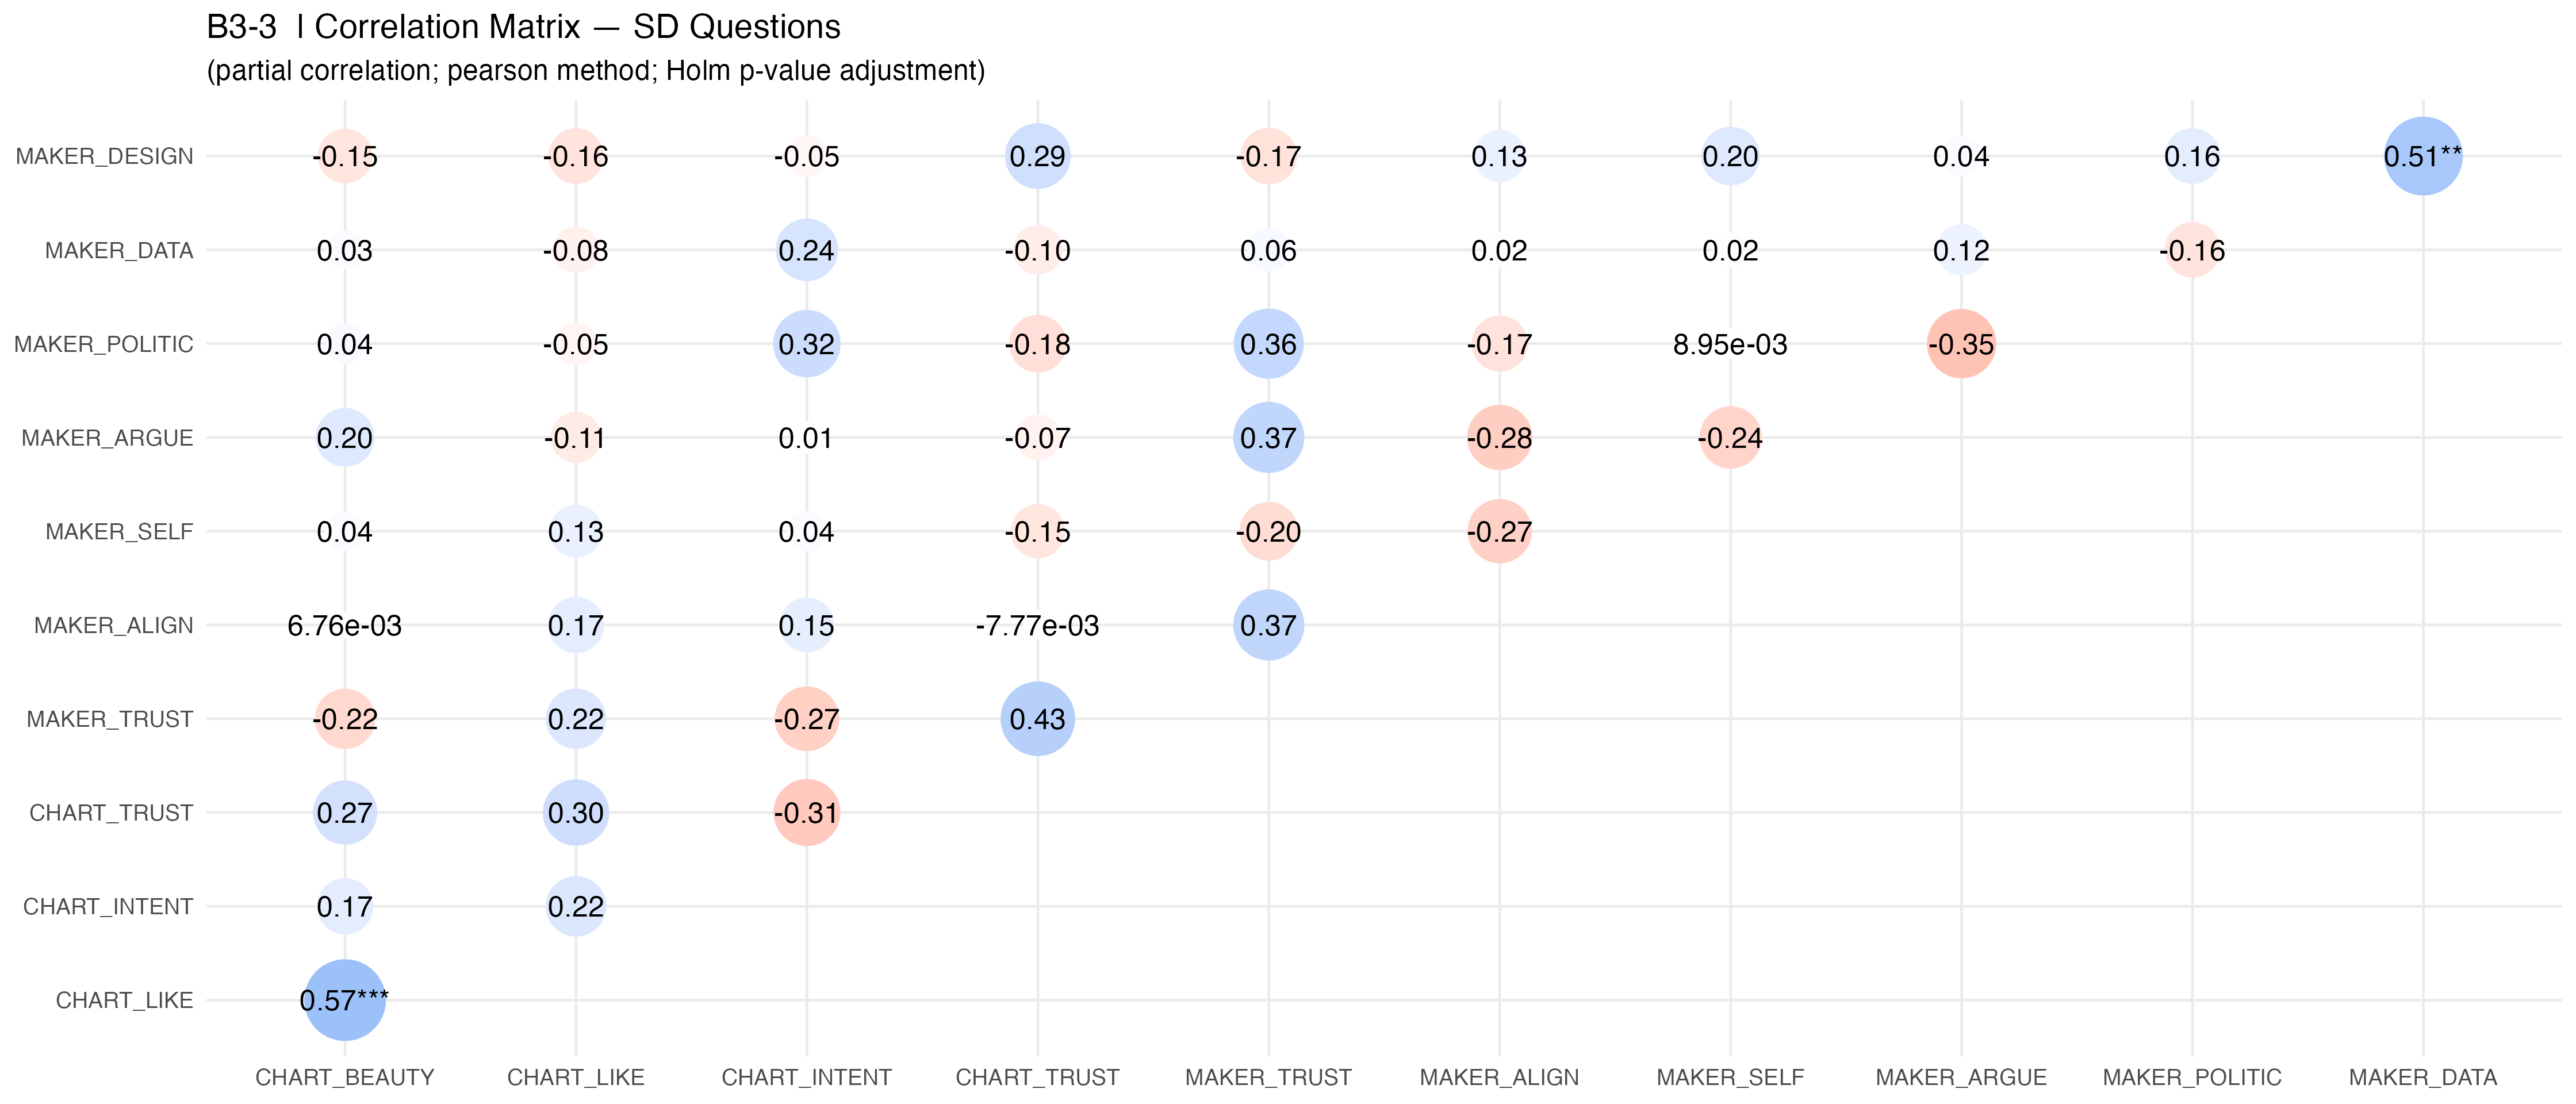 B3-3 | Correlation Matrix — SD Questions
(partial correlation; pearson method; Holm p-value adjustment)
MAKER_DESIGN -0.15 -0.16 -0.05 0.29 -0.17 0.13 0.20 0.04 0.16 0.51**
MAKER_DATA 0.03 -0.08 0.24 -0.10 0.06 0.02 0.02 0.12 -0.16
MAKER_POLITIC 0.04 -0.05 0.32 -0.18 0.36 -0.17 8.95e-03 -0.35
MAKER_ARGUE 0.20 -0.11 0.01 -0.07 0.37 -0.28 -0.24
MAKER_SELF 0.04 0.13 0.04 -0.15 -0.20 -0.27
MAKER_ALIGN 6.76e-03 0.17 0.15 -7.77e-03 0.37
MAKER_TRUST -0.22 0.22 -0.27 0.43
CHART_TRUST 0.27 0.30 -0.31
CHART_INTENT 0.17 0.22
CHART_LIKE 0.57***
CHART_BEAUTY CHART_LIKE CHART_INTENT CHART_TRUST MAKER_TRUST MAKER_ALIGN MAKER_SELF MAKER_ARGUE MAKER_POLITIC MAKER_DATA